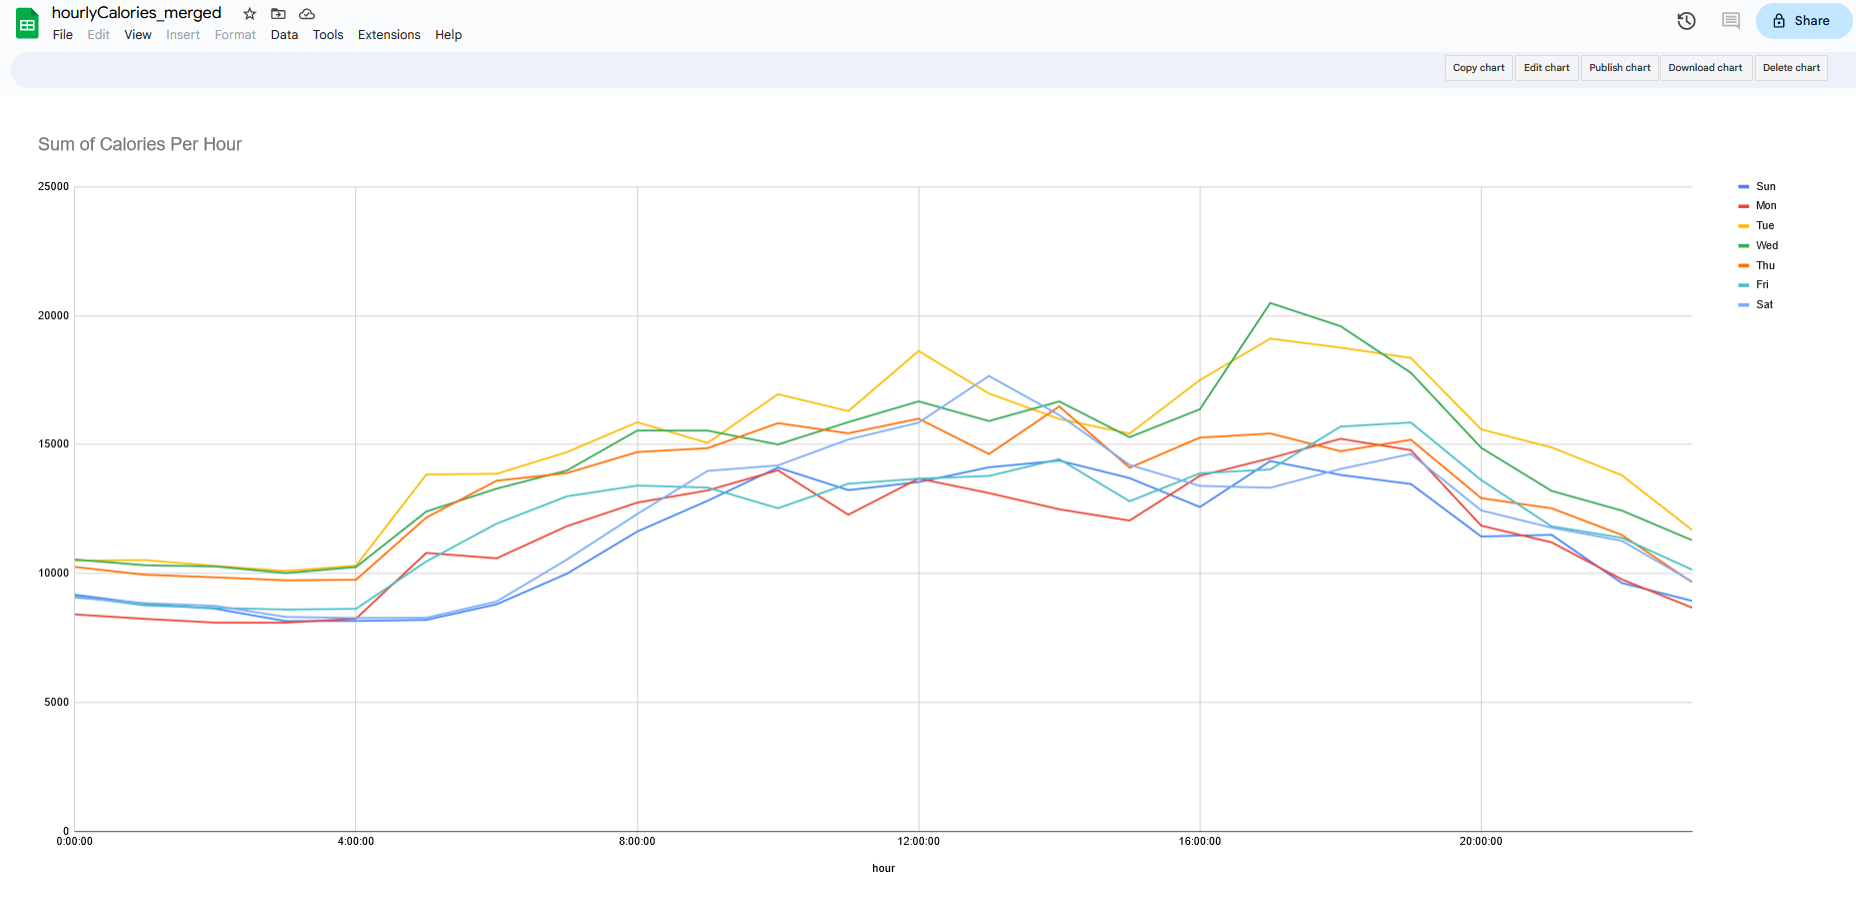 hourlyCalories_merged
File Edit View Insert Format Data Tools Extensions Help
Share
Copy chart Edit chart Publish chart Download chart Delete chart
Sum of Calories Per Hour
25000
20000
15000
10000
5000
0
0:00:00 4:00:00 8:00:00 12:00:00 16:00:00 20:00:00
hour
Sun
Mon
Tue
Wed
Thu
Fri
Sat